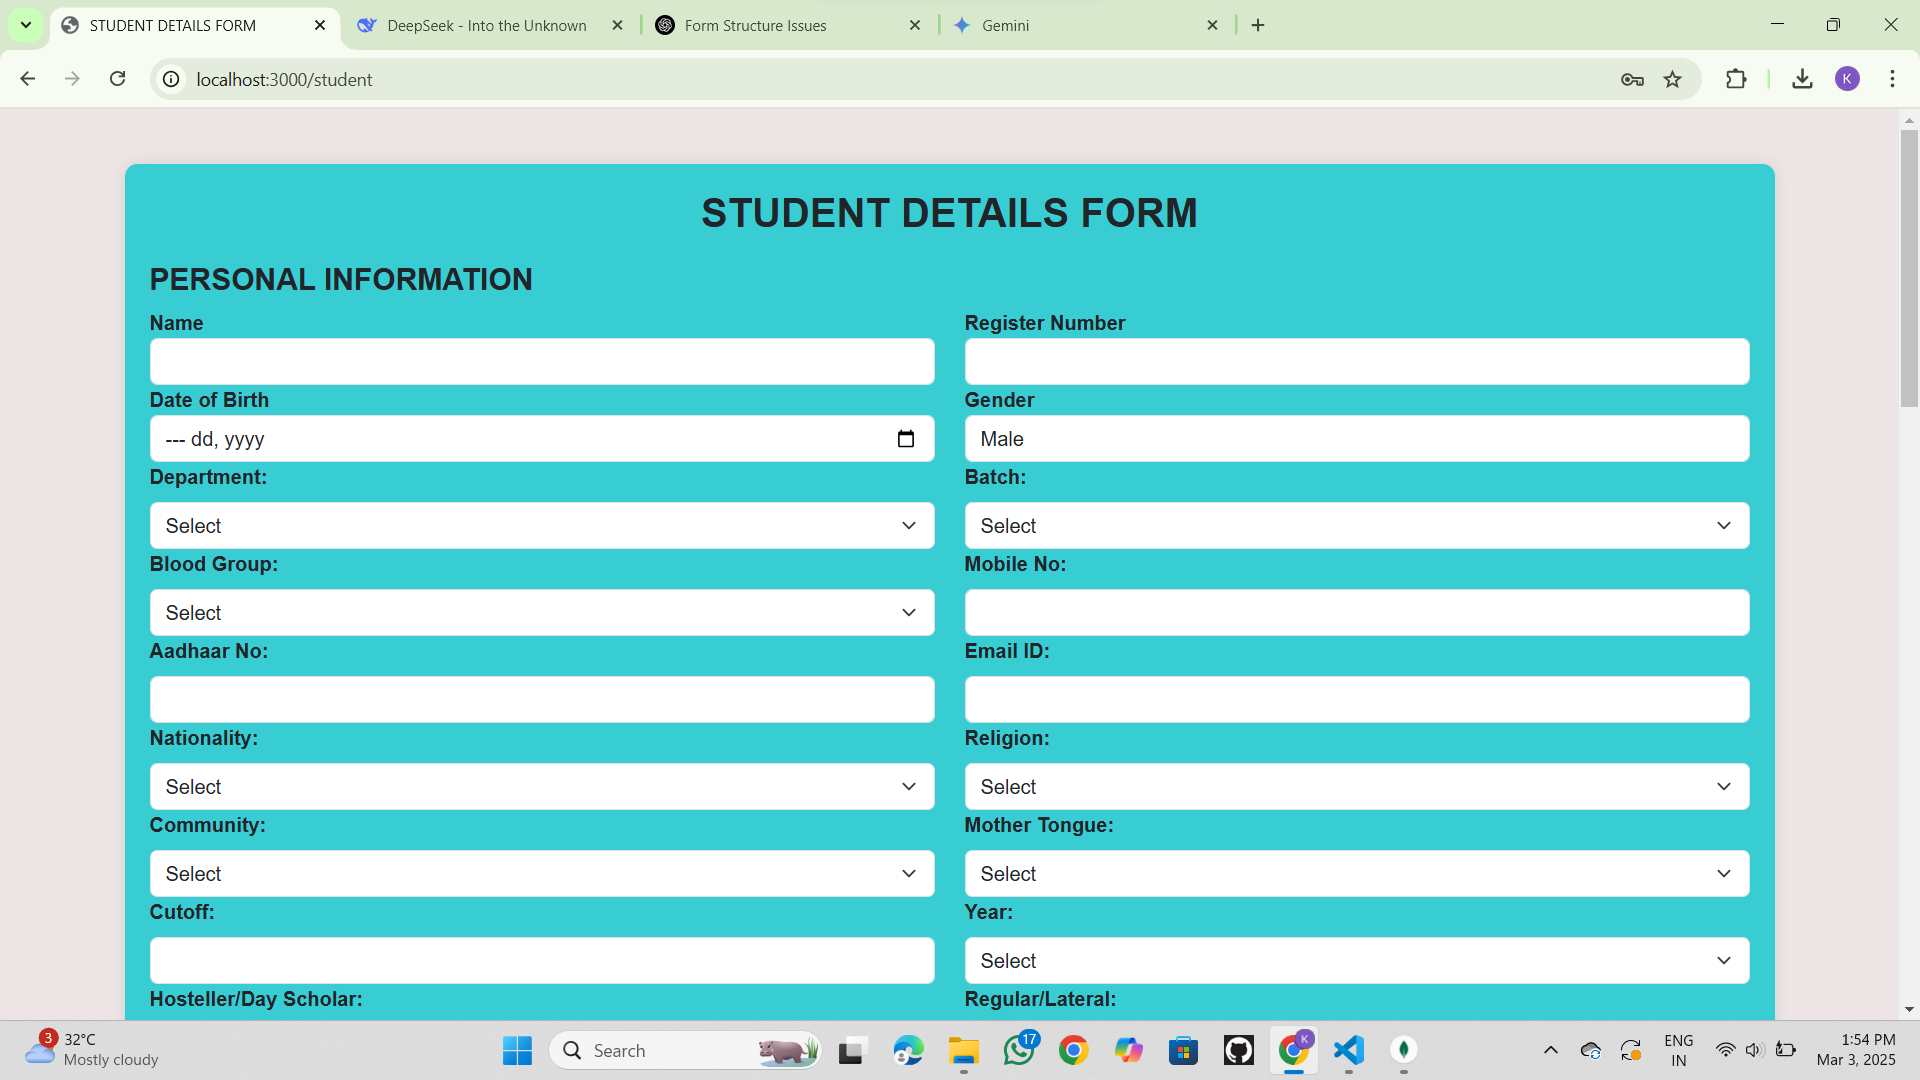 STUDENT DETAILS FORM
DeepSeek - Into the Unknown
Form Structure Issues
Gemini
localhost:3000/student
K
STUDENT DETAILS FORM
PERSONAL INFORMATION
Name
Register Number
Date of Birth
Gender
--- dd, yyyy
Male
Department:
Batch:
Select
Select
Blood Group:
Mobile No:
Select
Aadhaar No:
Email ID:
Nationality:
Religion:
Select
Select
Community:
Mother Tongue:
Select
Select
Cutoff:
Year:
Select
Hosteller/Day Scholar:
Regular/Lateral:
3
32°C
Mostly cloudy
Search
17
K
ENG
IN
1:54 PM
Mar 3, 2025